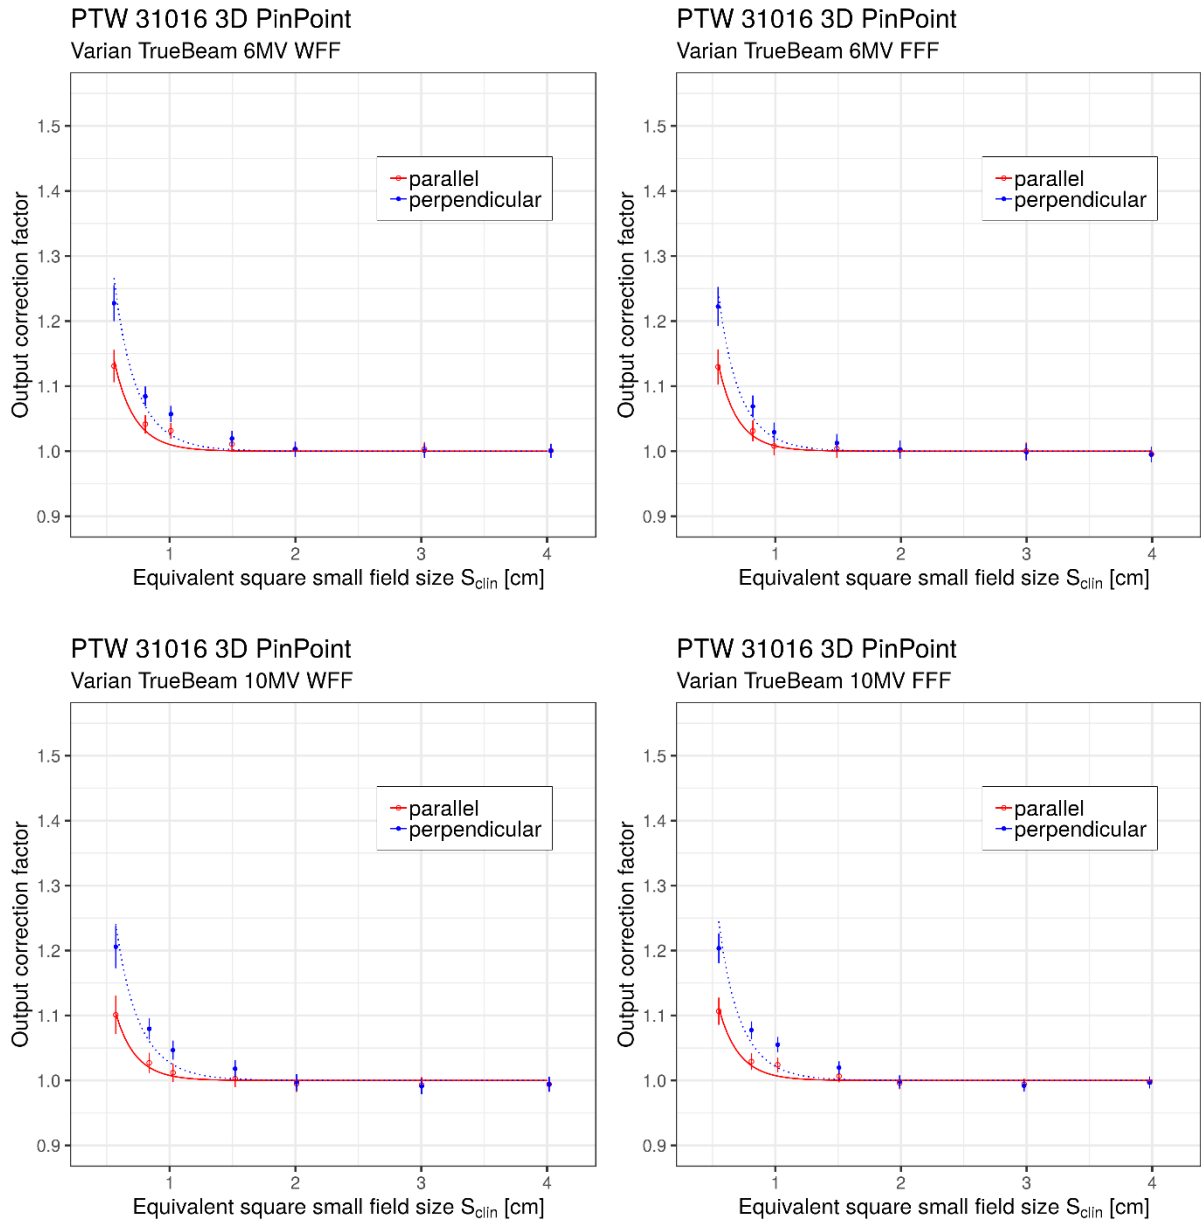 PTW 31016 3D PinPoint
Varian TrueBeam 6MV WFF
Output correction factor
1.5
1.4
1.3
1.2
1.1
1.0
0.9
parallel
perpendicular
1 2 3 4
Equivalent square small field size Sclin [cm]
PTW 31016 3D PinPoint
Varian TrueBeam 6MV FFF
Output correction factor
1.5
1.4
1.3
1.2
1.1
1.0
0.9
parallel
perpendicular
1 2 3 4
Equivalent square small field size Sclin [cm]
PTW 31016 3D PinPoint
Varian TrueBeam 10MV WFF
Output correction factor
1.5
1.4
1.3
1.2
1.1
1.0
0.9
parallel
perpendicular
1 2 3 4
Equivalent square small field size Sclin [cm]
PTW 31016 3D PinPoint
Varian TrueBeam 10MV FFF
Output correction factor
1.5
1.4
1.3
1.2
1.1
1.0
0.9
parallel
perpendicular
1 2 3 4
Equivalent square small field size Sclin [cm]